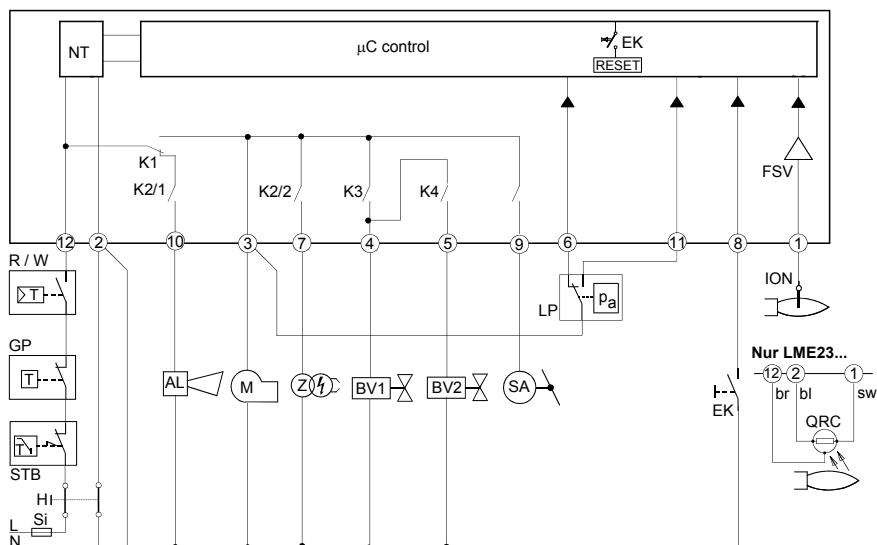 NT
µC control
EK
RESET
FSV
K1
K2/1
K2/2
K3
K4
12 2 10 3 7 4 5 9 6 11 8 1
R / W
T
LP
pa
ION
GP
T
AL
M
Z
BV1
BV2
SA
EK
Nur LME23...
12 2 1
br bl sw
QRC
STB
T
H
Si
L
N